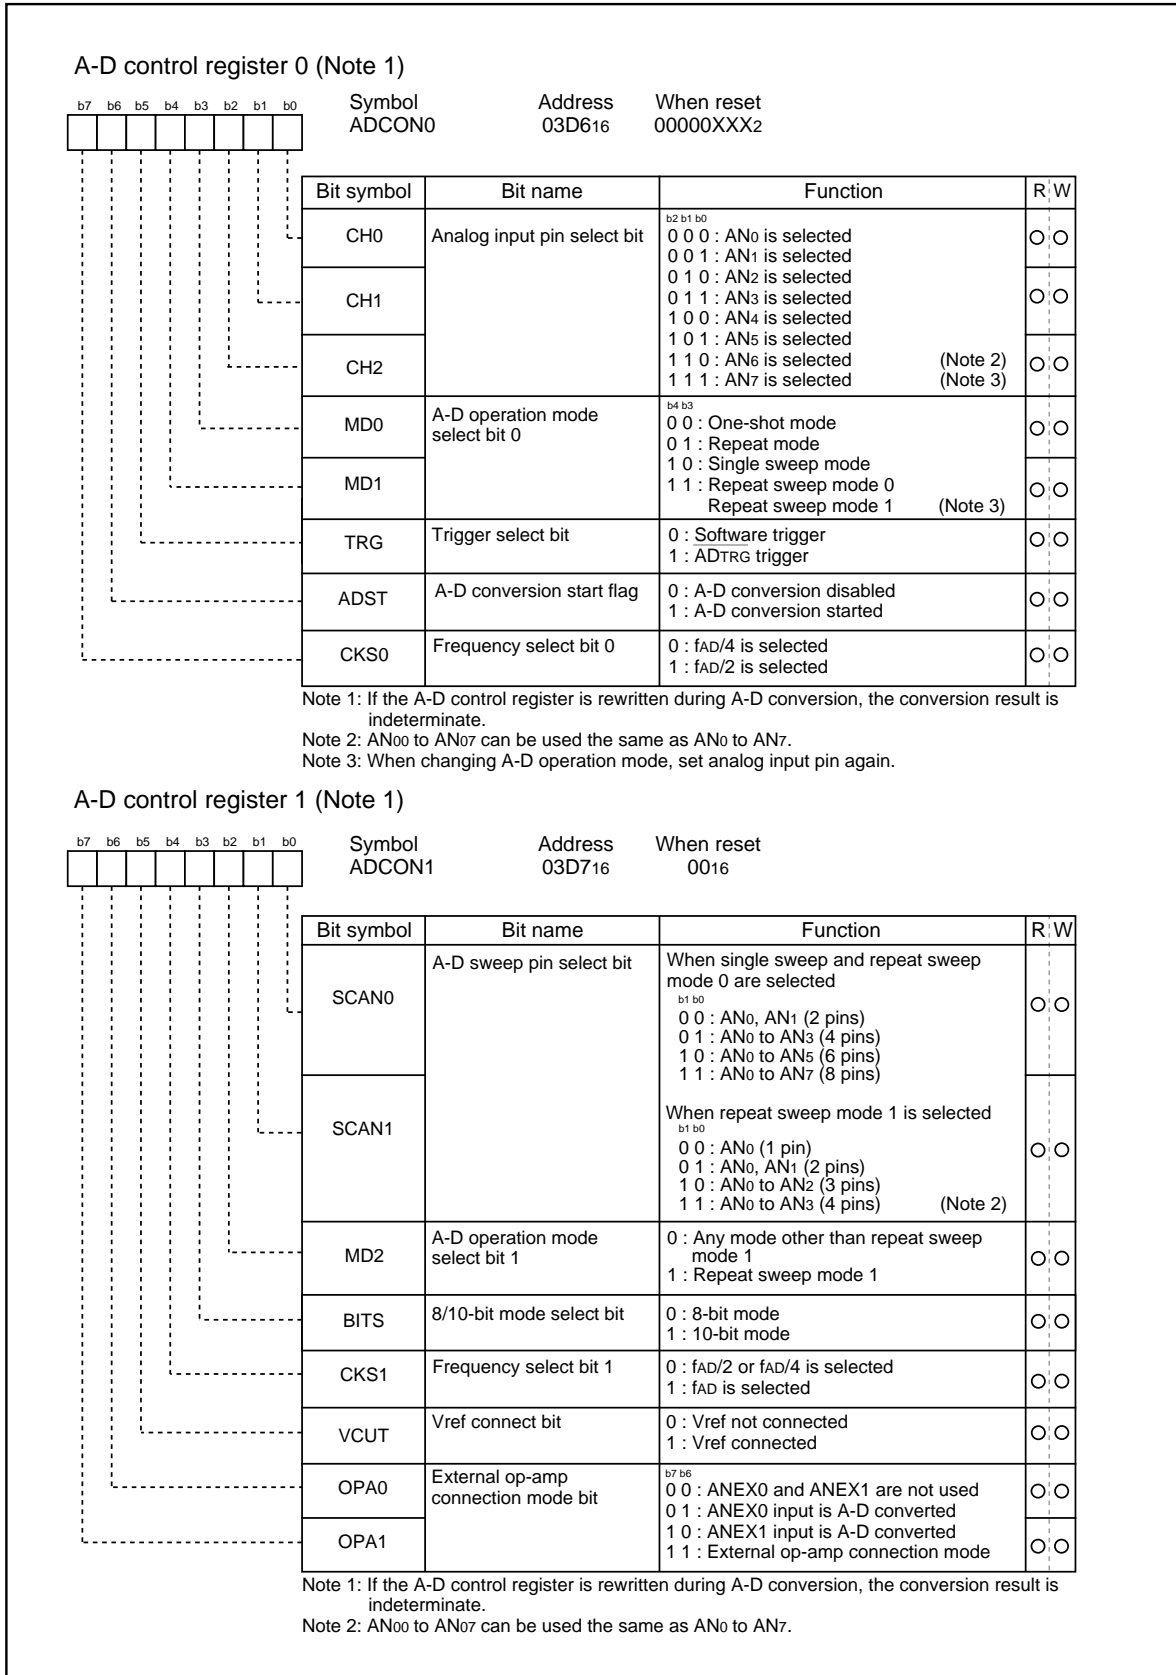 A-D control register 0 (Note 1)
b7 b6 b5 b4 b3 b2 b1 b0
Symbol Address When reset
ADCON0 03D616 00000XXX2
Bit symbol Bit name Function R W
CH0 Analog input pin select bit
b2 b1 b0
0 0 0 : AN0 is selected
0 0 1 : AN1 is selected
0 1 0 : AN2 is selected
CH1
0 1 1 : AN3 is selected
1 0 0 : AN4 is selected
1 0 1 : AN5 is selected
CH2
1 1 0 : AN6 is selected (Note 2)
1 1 1 : AN7 is selected (Note 3)
MD0 A-D operation mode
select bit 0
b4 b3
0 0 : One-shot mode
0 1 : Repeat mode
MD1
1 0 : Single sweep mode
1 1 : Repeat sweep mode 0
Repeat sweep mode 1 (Note 3)
TRG Trigger select bit
0 : Software trigger
1 : ADTRG trigger
ADST A-D conversion start flag
0 : A-D conversion disabled
1 : A-D conversion started
CKS0 Frequency select bit 0
0 : fAD/4 is selected
1 : fAD/2 is selected
Note 1: If the A-D control register is rewritten during A-D conversion, the conversion result is
indeterminate.
Note 2: AN00 to AN07 can be used the same as AN0 to AN7.
Note 3: When changing A-D operation mode, set analog input pin again.
A-D control register 1 (Note 1)
b7 b6 b5 b4 b3 b2 b1 b0
Symbol Address When reset
ADCON1 03D716 0016
Bit symbol Bit name Function R W
SCAN0 A-D sweep pin select bit
When single sweep and repeat sweep
mode 0 are selected
b1 b0
0 0 : AN0, AN1 (2 pins)
0 1 : AN0 to AN3 (4 pins)
1 0 : AN0 to AN5 (6 pins)
1 1 : AN0 to AN7 (8 pins)
SCAN1
When repeat sweep mode 1 is selected
b1 b0
0 0 : AN0 (1 pin)
0 1 : AN0, AN1 (2 pins)
1 0 : AN0 to AN2 (3 pins)
1 1 : AN0 to AN3 (4 pins) (Note 2)
MD2 A-D operation mode
select bit 1
0 : Any mode other than repeat sweep
mode 1
1 : Repeat sweep mode 1
BITS 8/10-bit mode select bit
0 : 8-bit mode
1 : 10-bit mode
CKS1 Frequency select bit 1
0 : fAD/2 or fAD/4 is selected
1 : fAD is selected
VCUT Vref connect bit
0 : Vref not connected
1 : Vref connected
OPA0 External op-amp
connection mode bit
b7 b6
0 0 : ANEX0 and ANEX1 are not used
0 1 : ANEX0 input is A-D converted
OPA1
1 0 : ANEX1 input is A-D converted
1 1 : External op-amp connection mode
Note 1: If the A-D control register is rewritten during A-D conversion, the conversion result is
indeterminate.
Note 2: AN00 to AN07 can be used the same as AN0 to AN7.